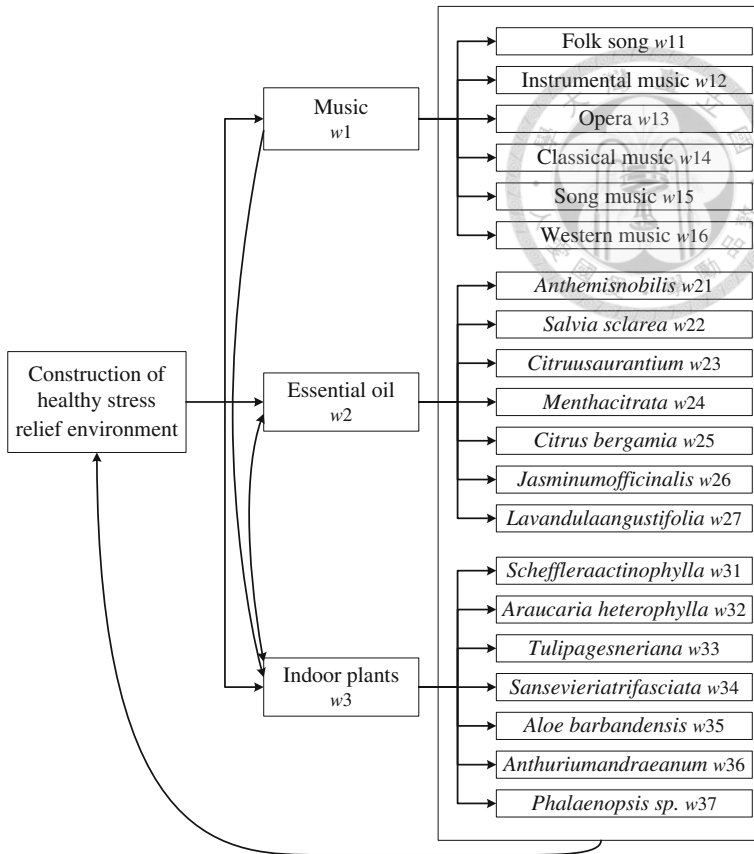 Folk song w11
Instrumental music w12
Music
w1
Opera w13
Classical music w14
Song music w15
Western music w16
Anthemisnobilis w21
Salvia sclarea w22
Construction of
healthy stress
relief environment
Citruusaurantium w23
Essential oil
w2
Menthacitrata w24
Citrus bergamia w25
Jasminumofficinalis w26
Lavandulaangustifolia w27
Scheffleraactinophylla w31
Araucaria heterophylla w32
Tulipagesneriana w33
Indoor plants
w3
Sansevieriatrifasciata w34
Aloe barbandensis w35
Anthuriumandraeanum w36
Phalaenopsis sp. w37